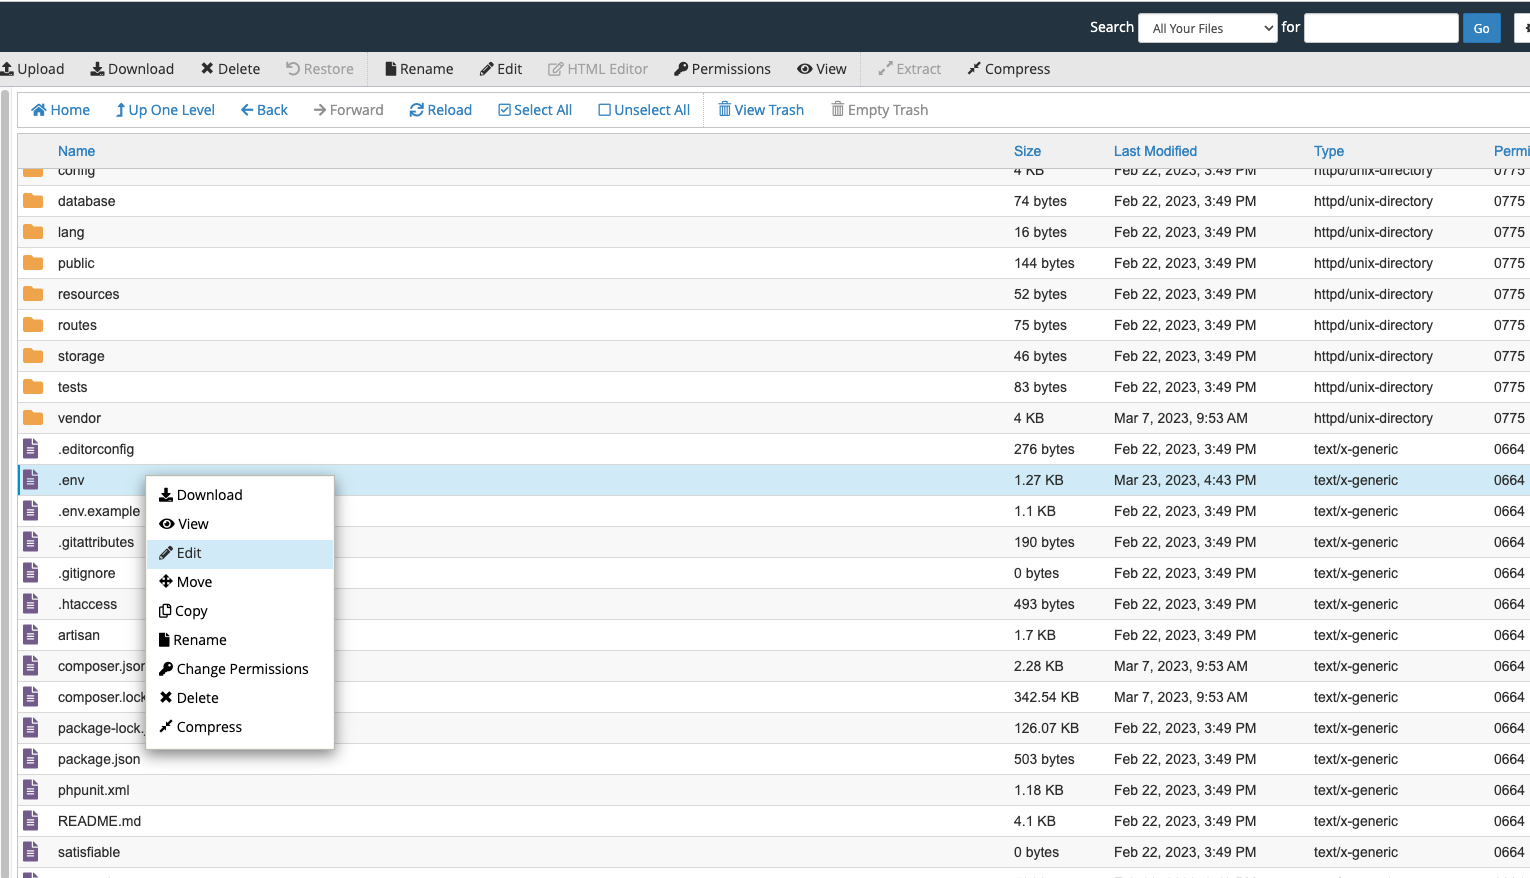 Search All Your Files for Go
Upload Download Delete Restore Rename Edit HTML Editor Permissions View Extract Compress
Home Up One Level Back Forward Reload Select All Unselect All View Trash Empty Trash
Name Size Last Modified Type Permi
config 4 KB Feb 22, 2023, 3:49 PM httpd/unix-directory 0775
database 74 bytes Feb 22, 2023, 3:49 PM httpd/unix-directory 0775
lang 16 bytes Feb 22, 2023, 3:49 PM httpd/unix-directory 0775
public 144 bytes Feb 22, 2023, 3:49 PM httpd/unix-directory 0775
resources 52 bytes Feb 22, 2023, 3:49 PM httpd/unix-directory 0775
routes 75 bytes Feb 22, 2023, 3:49 PM httpd/unix-directory 0775
storage 46 bytes Feb 22, 2023, 3:49 PM httpd/unix-directory 0775
tests 83 bytes Feb 22, 2023, 3:49 PM httpd/unix-directory 0775
vendor 4 KB Mar 7, 2023, 9:53 AM httpd/unix-directory 0775
.editorconfig 276 bytes Feb 22, 2023, 3:49 PM text/x-generic 0664
.env 1.27 KB Mar 23, 2023, 4:43 PM text/x-generic 0664
.env.example 1.1 KB Feb 22, 2023, 3:49 PM text/x-generic 0664
.gitattributes 190 bytes Feb 22, 2023, 3:49 PM text/x-generic 0664
.gitignore 0 bytes Feb 22, 2023, 3:49 PM text/x-generic 0664
.htaccess 493 bytes Feb 22, 2023, 3:49 PM text/x-generic 0664
artisan 1.7 KB Feb 22, 2023, 3:49 PM text/x-generic 0664
composer.json 2.28 KB Mar 7, 2023, 9:53 AM text/x-generic 0664
composer.lock 342.54 KB Mar 7, 2023, 9:53 AM text/x-generic 0664
package-lock. 126.07 KB Feb 22, 2023, 3:49 PM text/x-generic 0664
package.json 503 bytes Feb 22, 2023, 3:49 PM text/x-generic 0664
phpunit.xml 1.18 KB Feb 22, 2023, 3:49 PM text/x-generic 0664
README.md 4.1 KB Feb 22, 2023, 3:49 PM text/x-generic 0664
satisfiable 0 bytes Feb 22, 2023, 3:49 PM text/x-generic 0664
Download
View
Edit
Move
Copy
Rename
Change Permissions
Delete
Compress